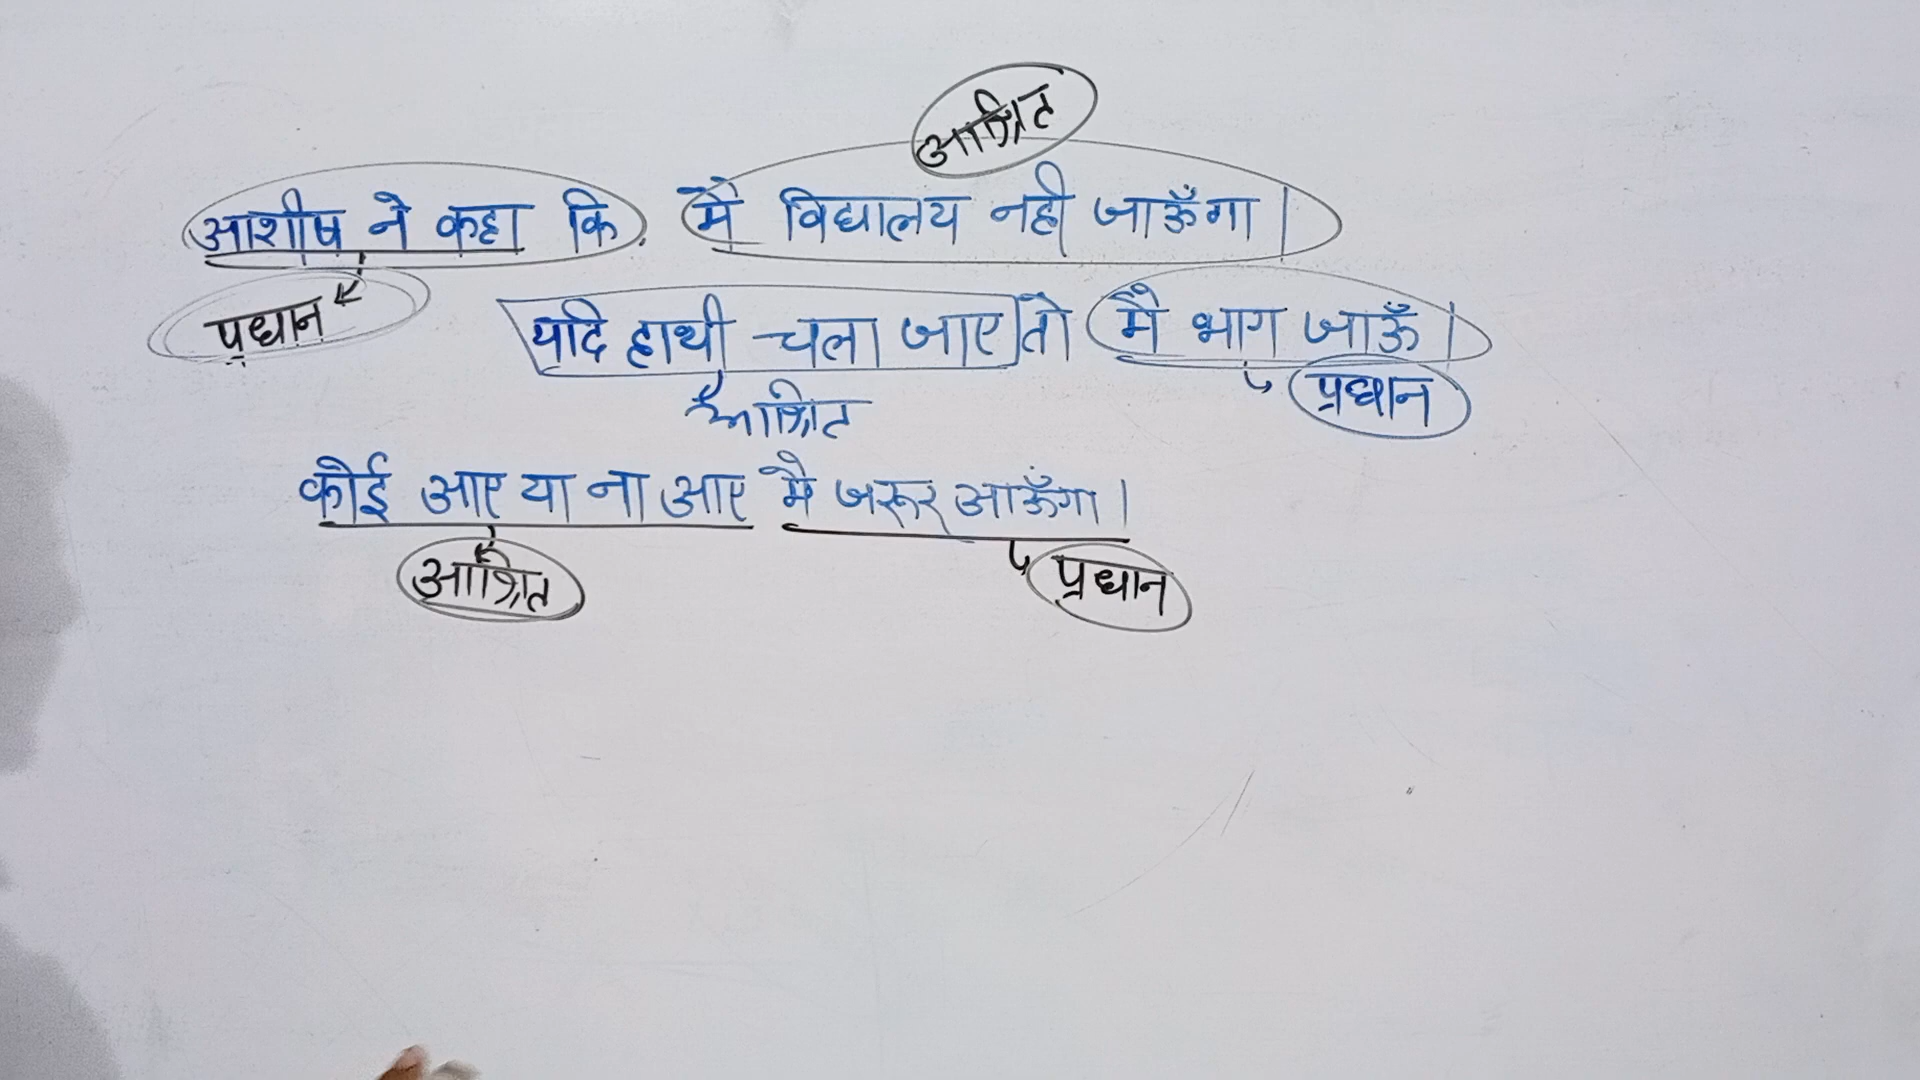 आश्रित
आशीष ने कहा कि मैं विद्यालय नही जाऊँगा।
प्रधान
यदि हाथी चला जाए तो मैं भाग जाऊँ।
आश्रित प्रधान
कोई आए या ना आए मैं जरूर आऊँगा।
आश्रित प्रधान